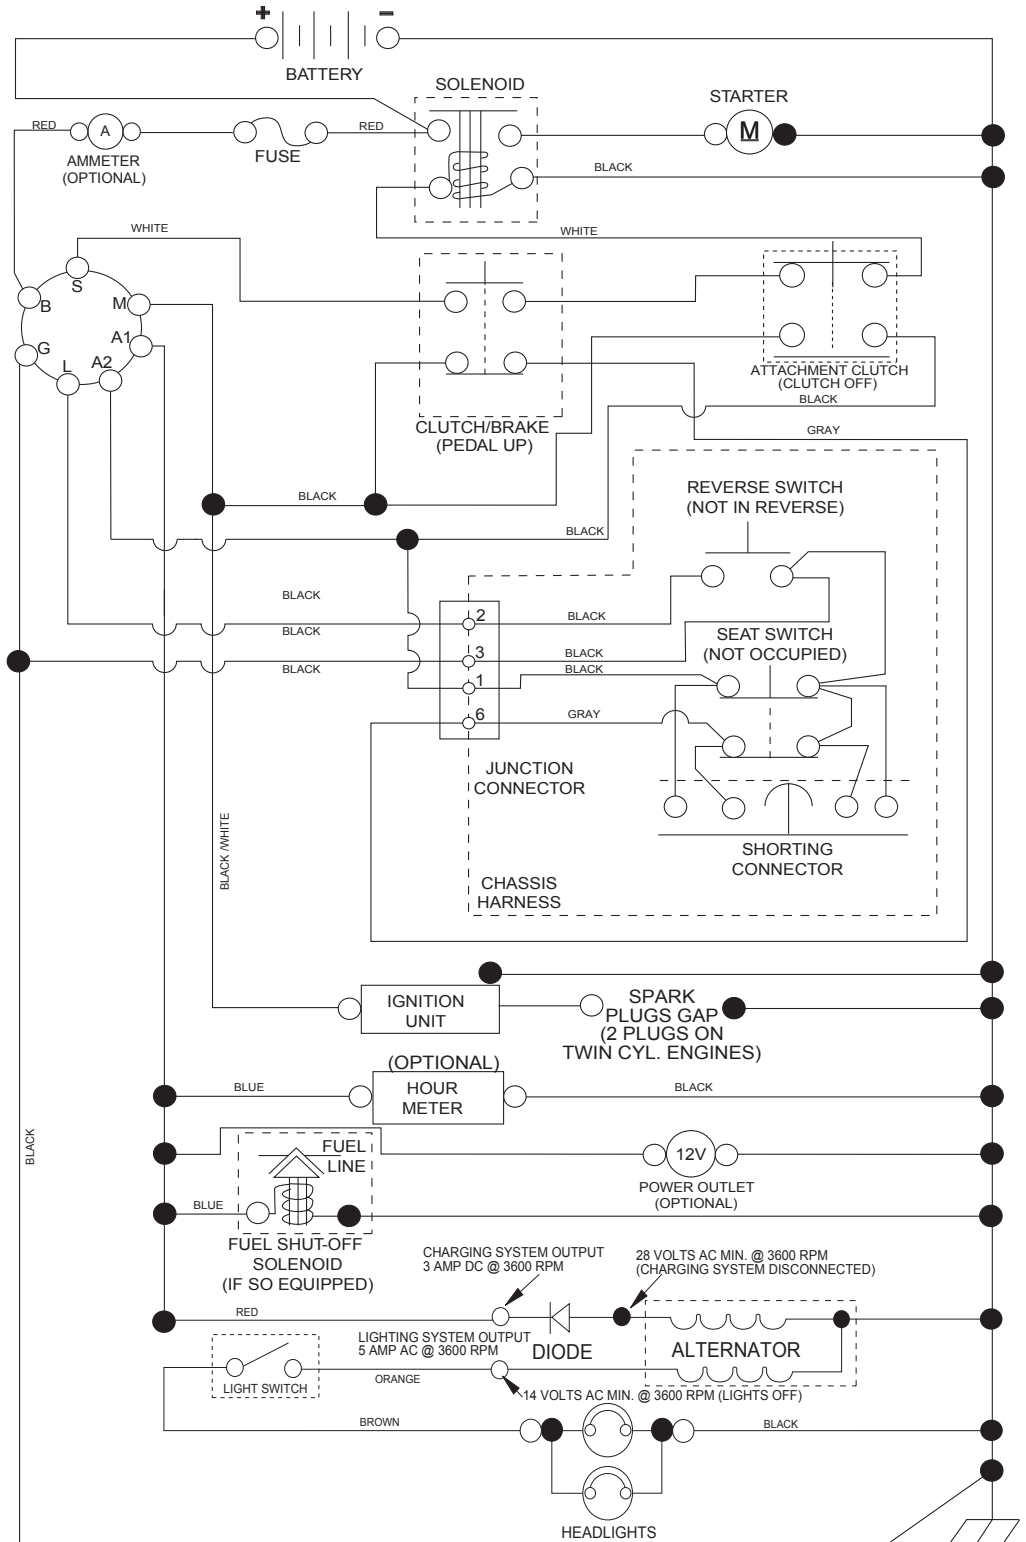 + −
BATTERY
SOLENOID
STARTER
RED
A
RED
M
AMMETER
(OPTIONAL)
FUSE
BLACK
WHITE
WHITE
S
B
M
A1
G
L
A2
ATTACHMENT CLUTCH
(CLUTCH OFF)
BLACK
CLUTCH/BRAKE
(PEDAL UP)
GRAY
REVERSE SWITCH
(NOT IN REVERSE)
BLACK
BLACK
BLACK
2
BLACK
BLACK
SEAT SWITCH
(NOT OCCUPIED)
3
BLACK
BLACK
BLACK
1
6
GRAY
JUNCTION
CONNECTOR
BLACK /WHITE
SHORTING
CONNECTOR
CHASSIS
HARNESS
IGNITION
UNIT
SPARK
PLUGS GAP
(2 PLUGS ON
TWIN CYL. ENGINES)
(OPTIONAL)
BLUE
HOUR
METER
BLACK
BLACK
FUEL
LINE
12V
POWER OUTLET
(OPTIONAL)
BLUE
FUEL SHUT-OFF
SOLENOID
(IF SO EQUIPPED)
CHARGING SYSTEM OUTPUT
3 AMP DC @ 3600 RPM
28 VOLTS AC MIN. @ 3600 RPM
(CHARGING SYSTEM DISCONNECTED)
RED
LIGHTING SYSTEM OUTPUT
5 AMP AC @ 3600 RPM
DIODE
ALTERNATOR
LIGHT SWITCH
ORANGE
14 VOLTS AC MIN. @ 3600 RPM (LIGHTS OFF)
BROWN
BLACK
HEADLIGHTS